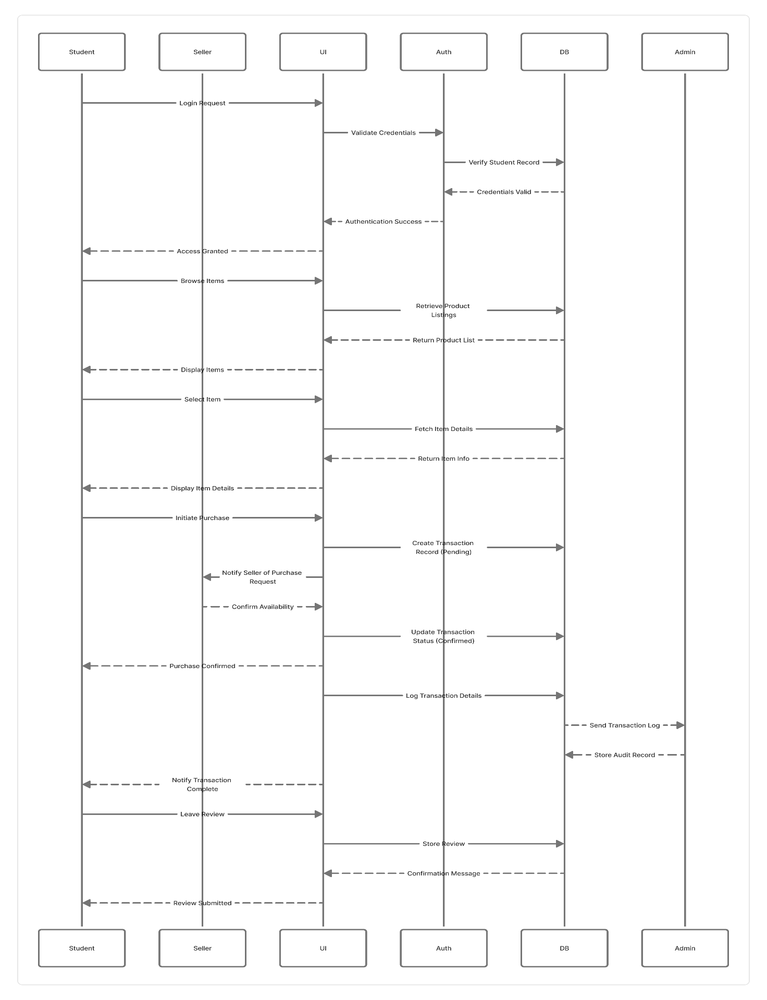 Student
Seller
UI
Auth
DB
Admin
Login Request
Validate Credentials
Verify Student Record
Credentials Valid
Authentication Success
Access Granted
Browse Items
Retrieve Product
Listings
Return Product List
Display Items
Select Item
Fetch Item Details
Return Item Info
Display Item Details
Initiate Purchase
Create Transaction
Record (Pending)
Notify Seller of Purchase
Request
Confirm Availability
Update Transaction
Status (Confirmed)
Purchase Confirmed
Log Transaction Details
Send Transaction Log
Store Audit Record
Notify Transaction
Complete
Leave Review
Store Review
Confirmation Message
Review Submitted
Student
Seller
UI
Auth
DB
Admin